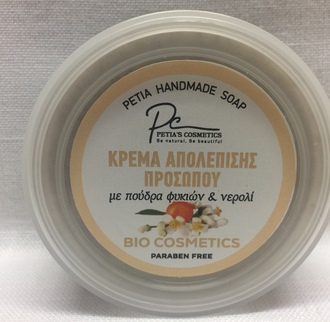 PETIA HANDMADE SOAP
Pc
PETIA'S COSMETICS
Be natural, Be beautiful
ΚΡΕΜΑ ΑΠΟΛΕΠΙΣΗΣ
ΠΡΟΣΩΠΟΥ
με πούδρα φυκιών & νερολί
BIO COSMETICS
PARABEN FREE